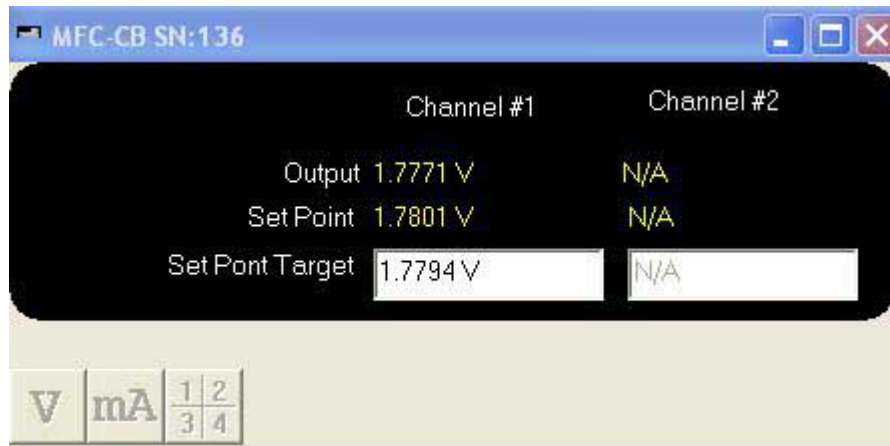 MFC-CB SN:136
Channel #1 Channel #2
Output 1.7771 V N/A
Set Point 1.7801 V N/A
Set Pont Target 1.7794 V N/A
V mA 1 2
3 4